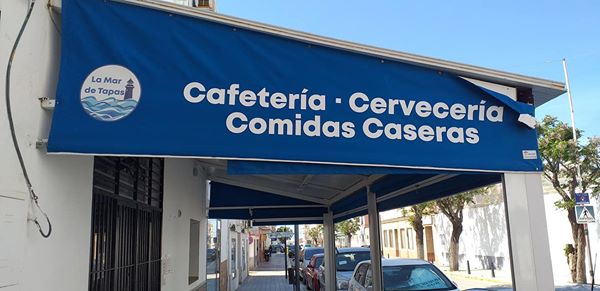 La Mar
de Tapas
Cafetería · Cervecería
Comidas Caseras